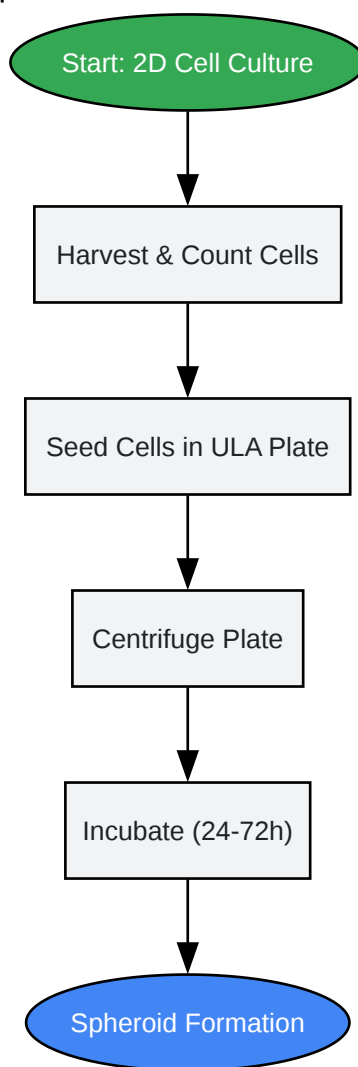 Start: 2D Cell Culture
Harvest & Count Cells
Seed Cells in ULA Plate
Centrifuge Plate
Incubate (24-72h)
Spheroid Formation